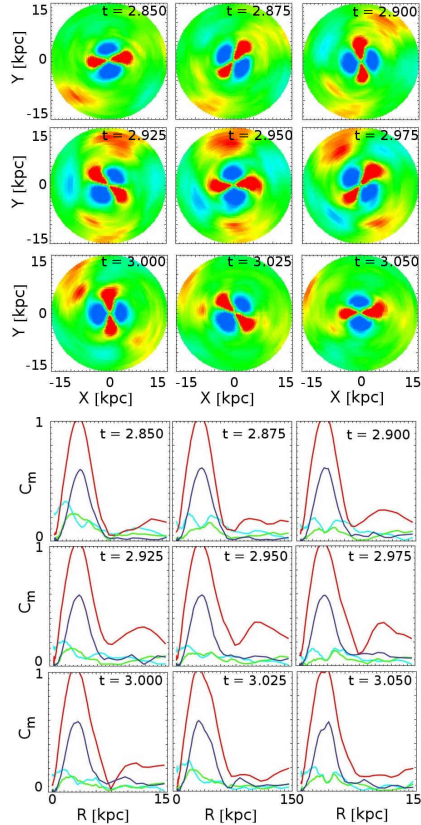 t = 2.850 t = 2.875 t = 2.900
15
Y [kpc]
0
-15
t = 2.925 t = 2.950 t = 2.975
15
Y [kpc]
0
-15
t = 3.000 t = 3.025 t = 3.050
15
Y [kpc]
0
-15
-15 0 15 -15 0 15 -15 0 15
X [kpc] X [kpc] X [kpc]
1
t = 2.850 t = 2.875 t = 2.900
Cm
0
1
t = 2.925 t = 2.950 t = 2.975
Cm
0
1
t = 3.000 t = 3.025 t = 3.050
Cm
0
0 15 0 15 0 15
R [kpc] R [kpc] R [kpc]